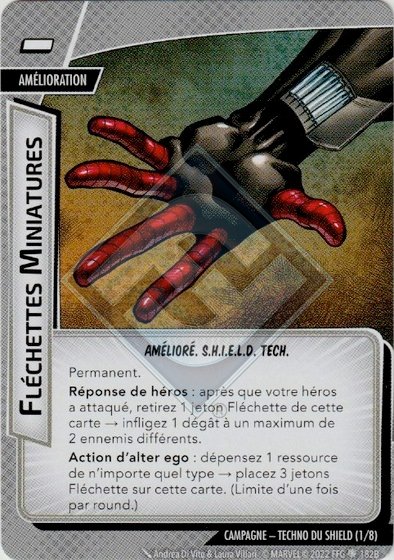 AMÉLIORATION
FLÉCHETTES MINIATURES
AMÉLIORÉ. S.H.I.E.L.D. TECH.
Permanent.
Réponse de héros : après que votre héros
a attaqué, retirez 1 jeton Fléchette de cette
carte → infligez 1 dégât à un maximum de
2 ennemis différents.
Action d'alter ego : dépensez 1 ressource
de n'importe quel type → placez 3 jetons
Fléchette sur cette carte. (Limite d'une fois
par round.)
CAMPAGNE – TECHNO DU SHIELD (1/8)
Andrea Di Vito & Laura Villari © MARVEL © 2022 FFG 182B